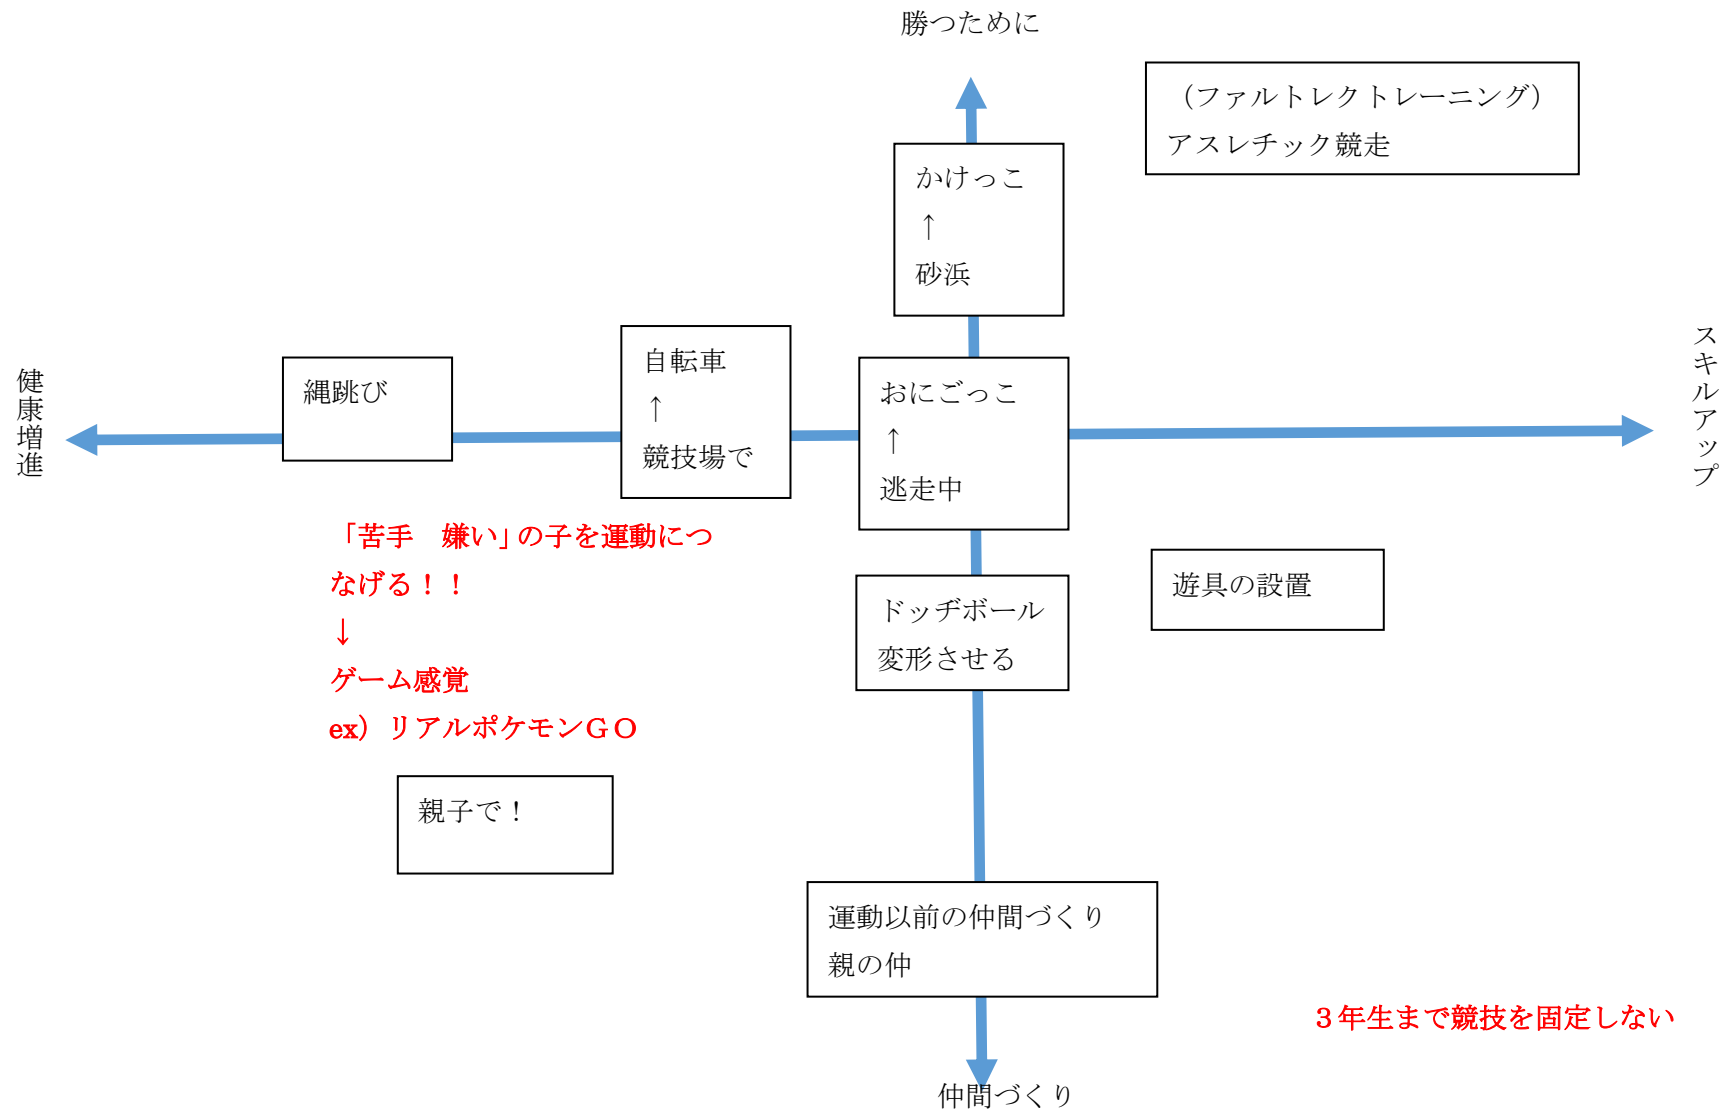 勝つために
（ファルトレクトレーニング）
アスレチック競走
かけっこ
↑
砂浜
健康増進
縄跳び
自転車
↑
競技場で
おにごっこ
↑
逃走中
スキルアップ
「苦手　嫌い」の子を運動につ
なげる！！
↓
ゲーム感覚
ex）リアルポケモンＧＯ
ドッヂボール
変形させる
遊具の設置
親子で！
運動以前の仲間づくり
親の仲
３年生まで競技を固定しない
仲間づくり